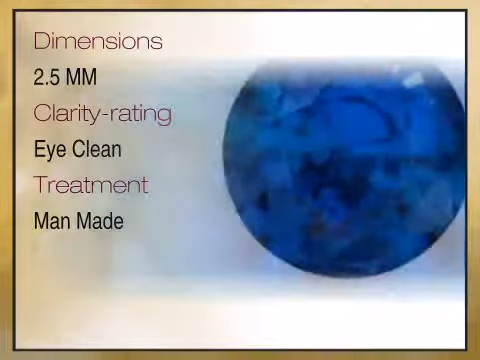 Dimensions
2.5 MM
Clarity-rating
Eye Clean
Treatment
Man Made